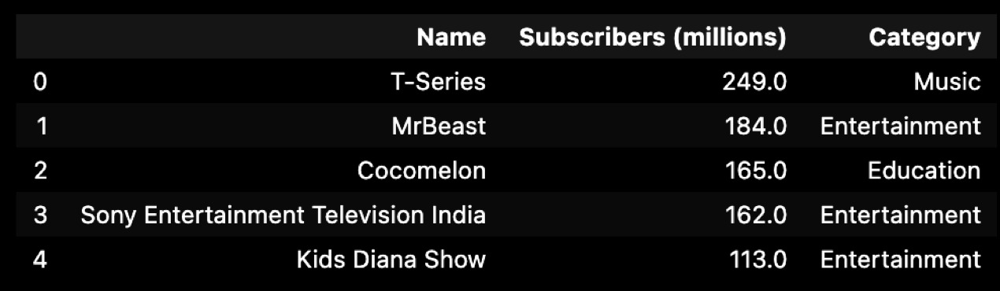 Name Subscribers (millions) Category
0 T-Series 249.0 Music
1 MrBeast 184.0 Entertainment
2 Cocomelon 165.0 Education
3 Sony Entertainment Television India 162.0 Entertainment
4 Kids Diana Show 113.0 Entertainment